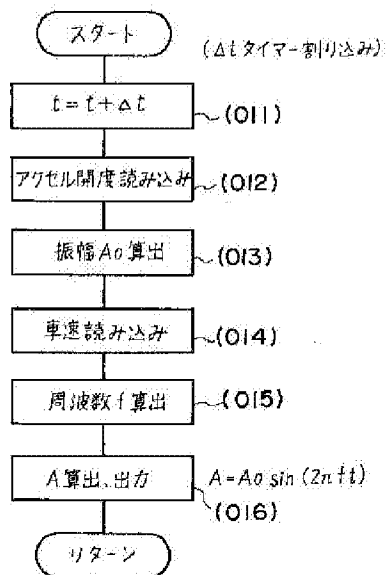 スタート
(Δtタイマー割り込み)
t=t+Δt
(011)
アクセル開度読み込み
(012)
振幅Ao算出
(013)
車速読み込み
(014)
周波数f算出
(015)
A算出、出力
A=Ao sin (2πft)
(016)
リターン